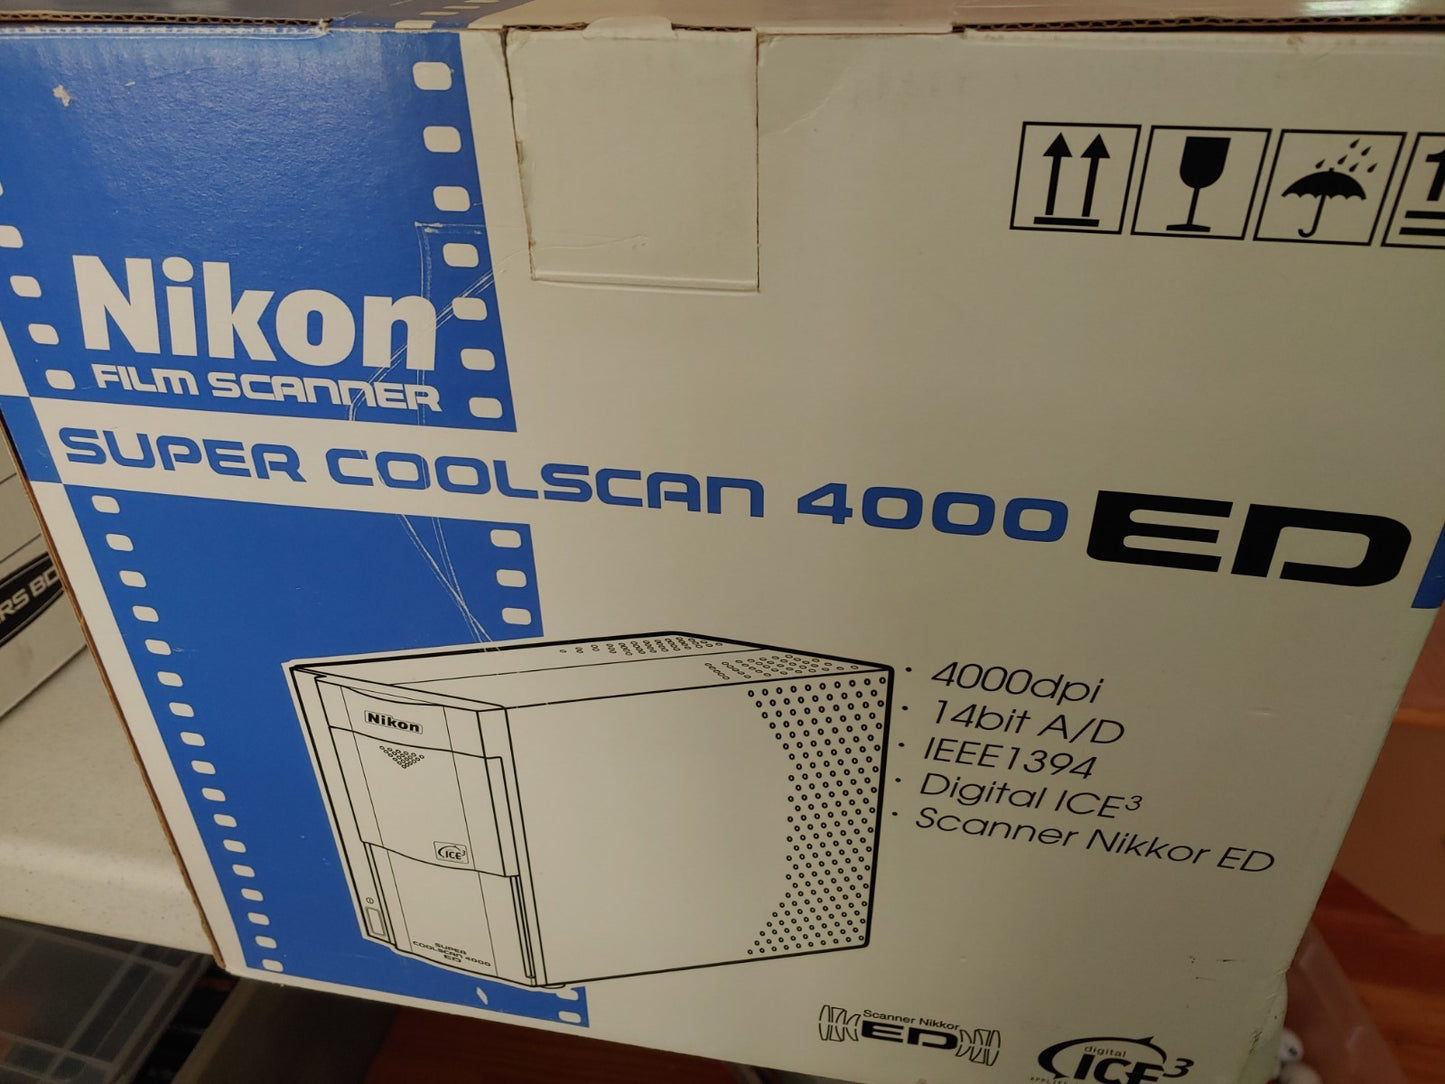 Nikon
FILM SCANNER
SUPER COOLSCAN 4000 ED
· 4000dpi
· 14bit A/D
· IEEE1394
· Digital ICE³
· Scanner Nikkor ED
Nikon
ICE³
SUPER
COOLSCAN 4000
ED
Scanner Nikkor
ED
digital
ICE³